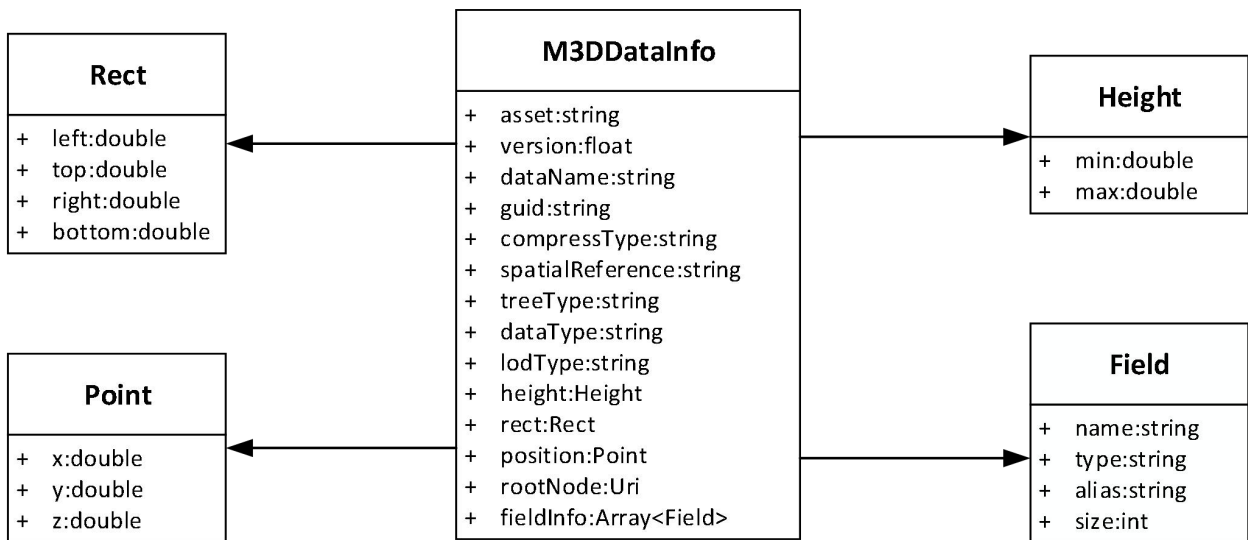 Rect
+ left:double
+ top:double
+ right:double
+ bottom:double
Point
+ x:double
+ y:double
+ z:double
M3DDataInfo
+ asset:string
+ version:float
+ dataName:string
+ guid:string
+ compressType:string
+ spatialReference:string
+ treeType:string
+ dataType:string
+ lodType:string
+ height:Height
+ rect:Rect
+ position:Point
+ rootNode:Uri
+ fieldInfo:Array<Field>
Height
+ min:double
+ max:double
Field
+ name:string
+ type:string
+ alias:string
+ size:int